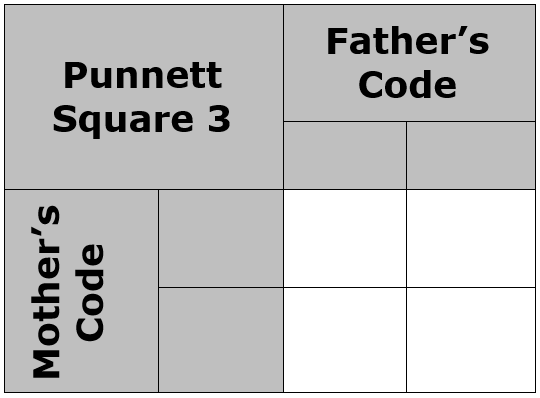 Punnett
Square 3
Father’s
Code
Mother’s
Code